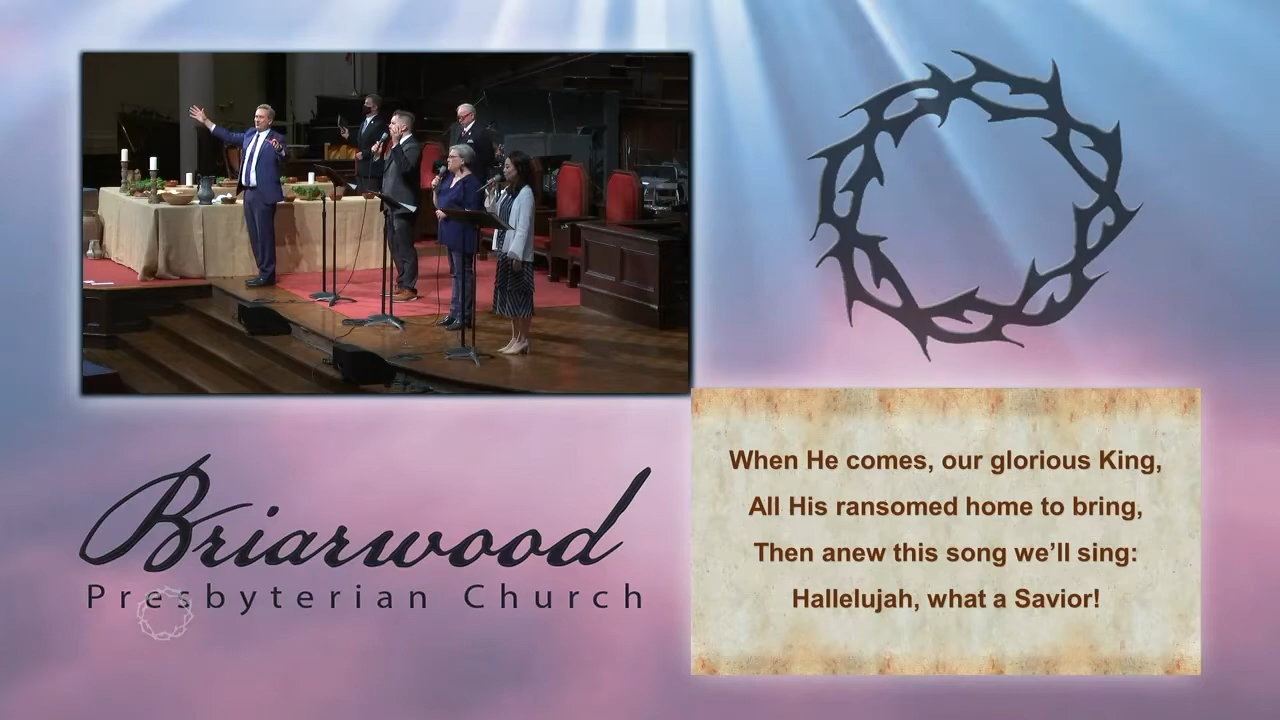 Briarwood
Presbyterian Church
When He comes, our glorious King,
All His ransomed home to bring,
Then anew this song we’ll sing:
Hallelujah, what a Savior!